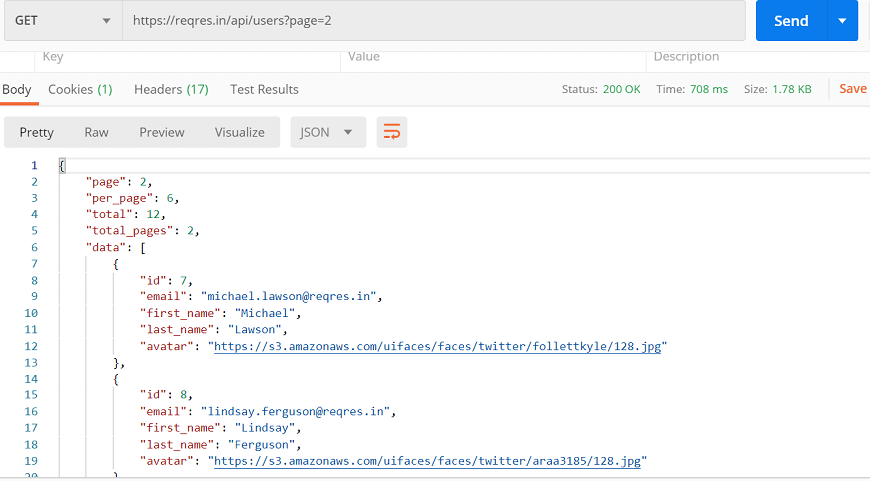 GET https://reqres.in/api/users?page=2 Send
Key Value Description
Body Cookies (1) Headers (17) Test Results Status: 200 OK Time: 708 ms Size: 1.78 KB Save
Pretty Raw Preview Visualize JSON
1 {
2 "page": 2,
3 "per_page": 6,
4 "total": 12,
5 "total_pages": 2,
6 "data": [
7 {
8 "id": 7,
9 "email": "michael.lawson@reqres.in",
10 "first_name": "Michael",
11 "last_name": "Lawson",
12 "avatar": "https://s3.amazonaws.com/uifaces/faces/twitter/follettkyle/128.jpg"
13 },
14 {
15 "id": 8,
16 "email": "lindsay.ferguson@reqres.in",
17 "first_name": "Lindsay",
18 "last_name": "Ferguson",
19 "avatar": "https://s3.amazonaws.com/uifaces/faces/twitter/araa3185/128.jpg"
20 }